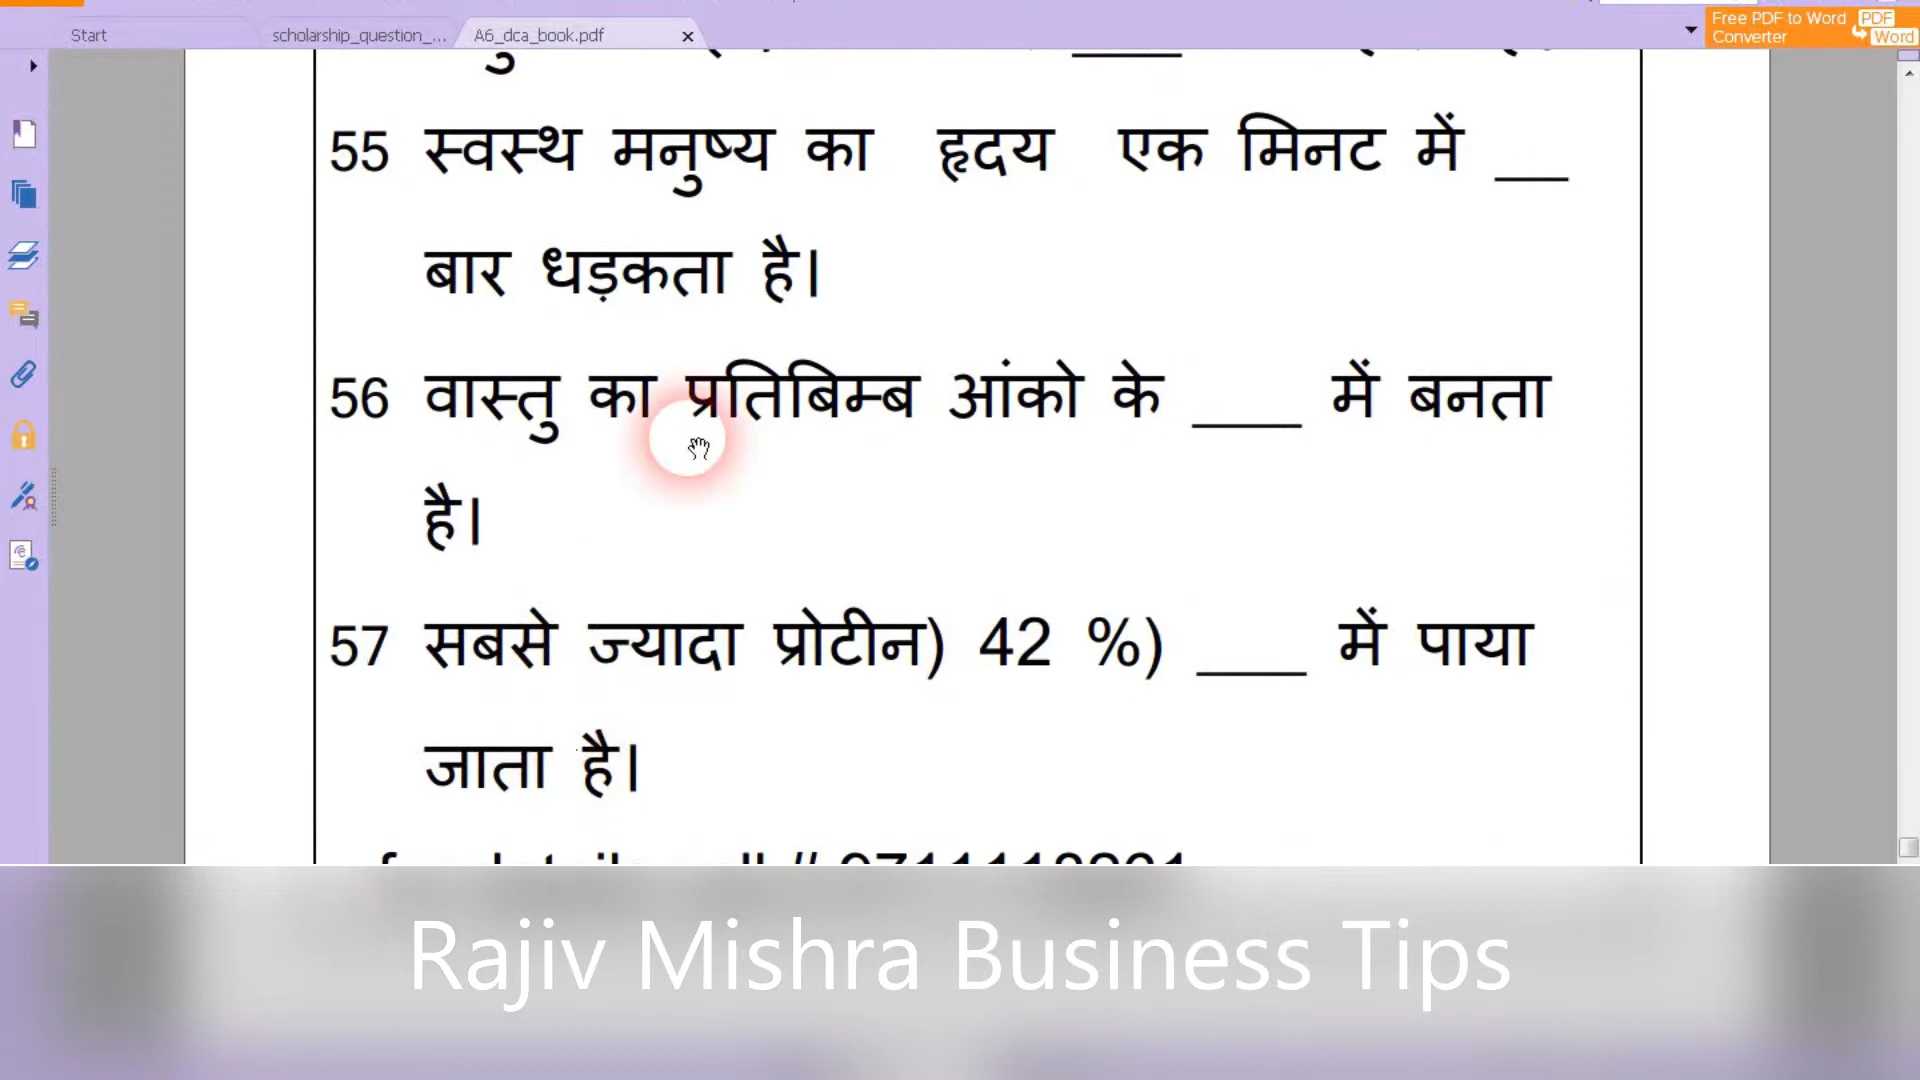 Start
scholarship_question_...
A6_dca_book.pdf
Free PDF to Word
Converter
PDF
Word
55 स्वस्थ मनुष्य का हृदय एक मिनट में __
बार धड़कता है।
56 वास्तु का प्रतिबिम्ब आंको के ___ में बनता
है।
57 सबसे ज्यादा प्रोटीन) 42 %) ___ में पाया
जाता है।
Rajiv Mishra Business Tips